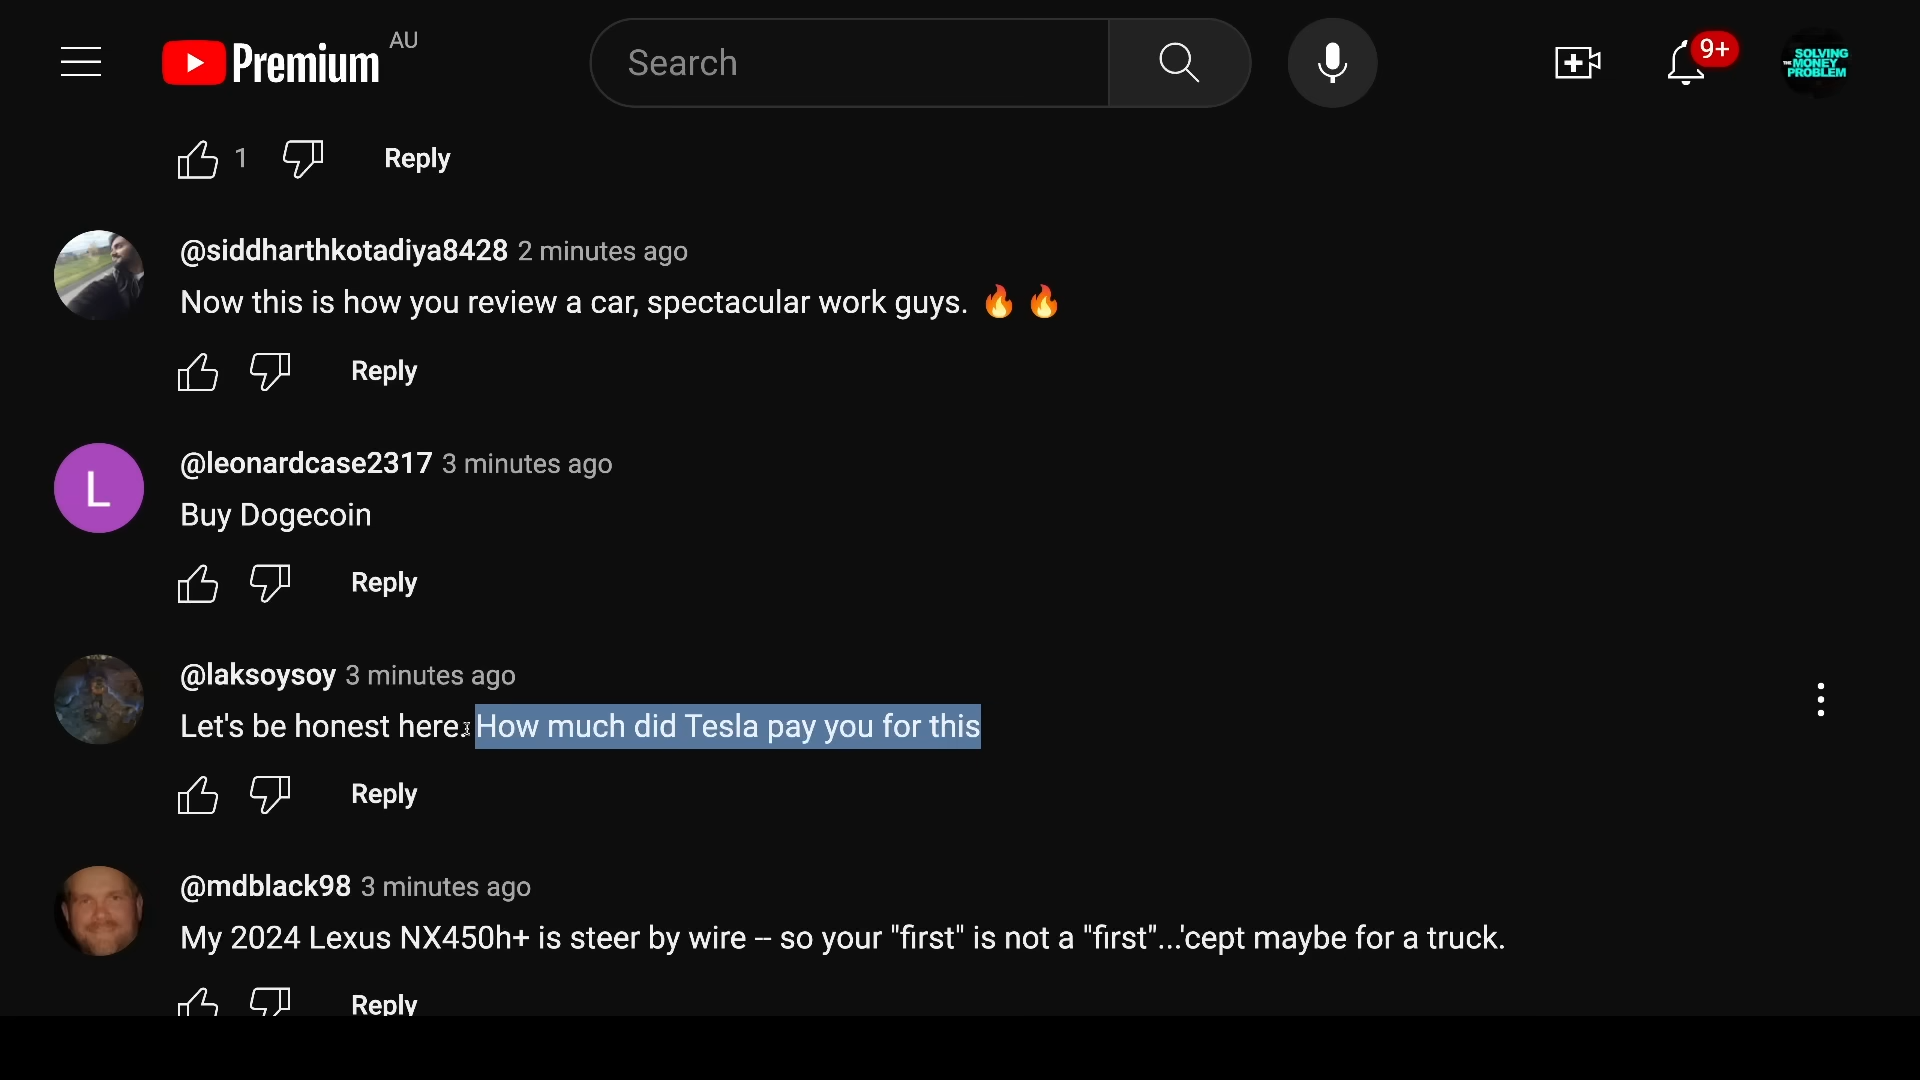 Premium AU
Search
9+
SOLVING
THE MONEY
PROBLEM
1 Reply
@siddharthkotadiya8428 2 minutes ago
Now this is how you review a car, spectacular work guys. 🔥 🔥
Reply
L
@leonardcase2317 3 minutes ago
Buy Dogecoin
Reply
@laksoysoy 3 minutes ago
Let's be honest here. How much did Tesla pay you for this
Reply
@mdblack98 3 minutes ago
My 2024 Lexus NX450h+ is steer by wire -- so your "first" is not a "first"...'cept maybe for a truck.
Reply